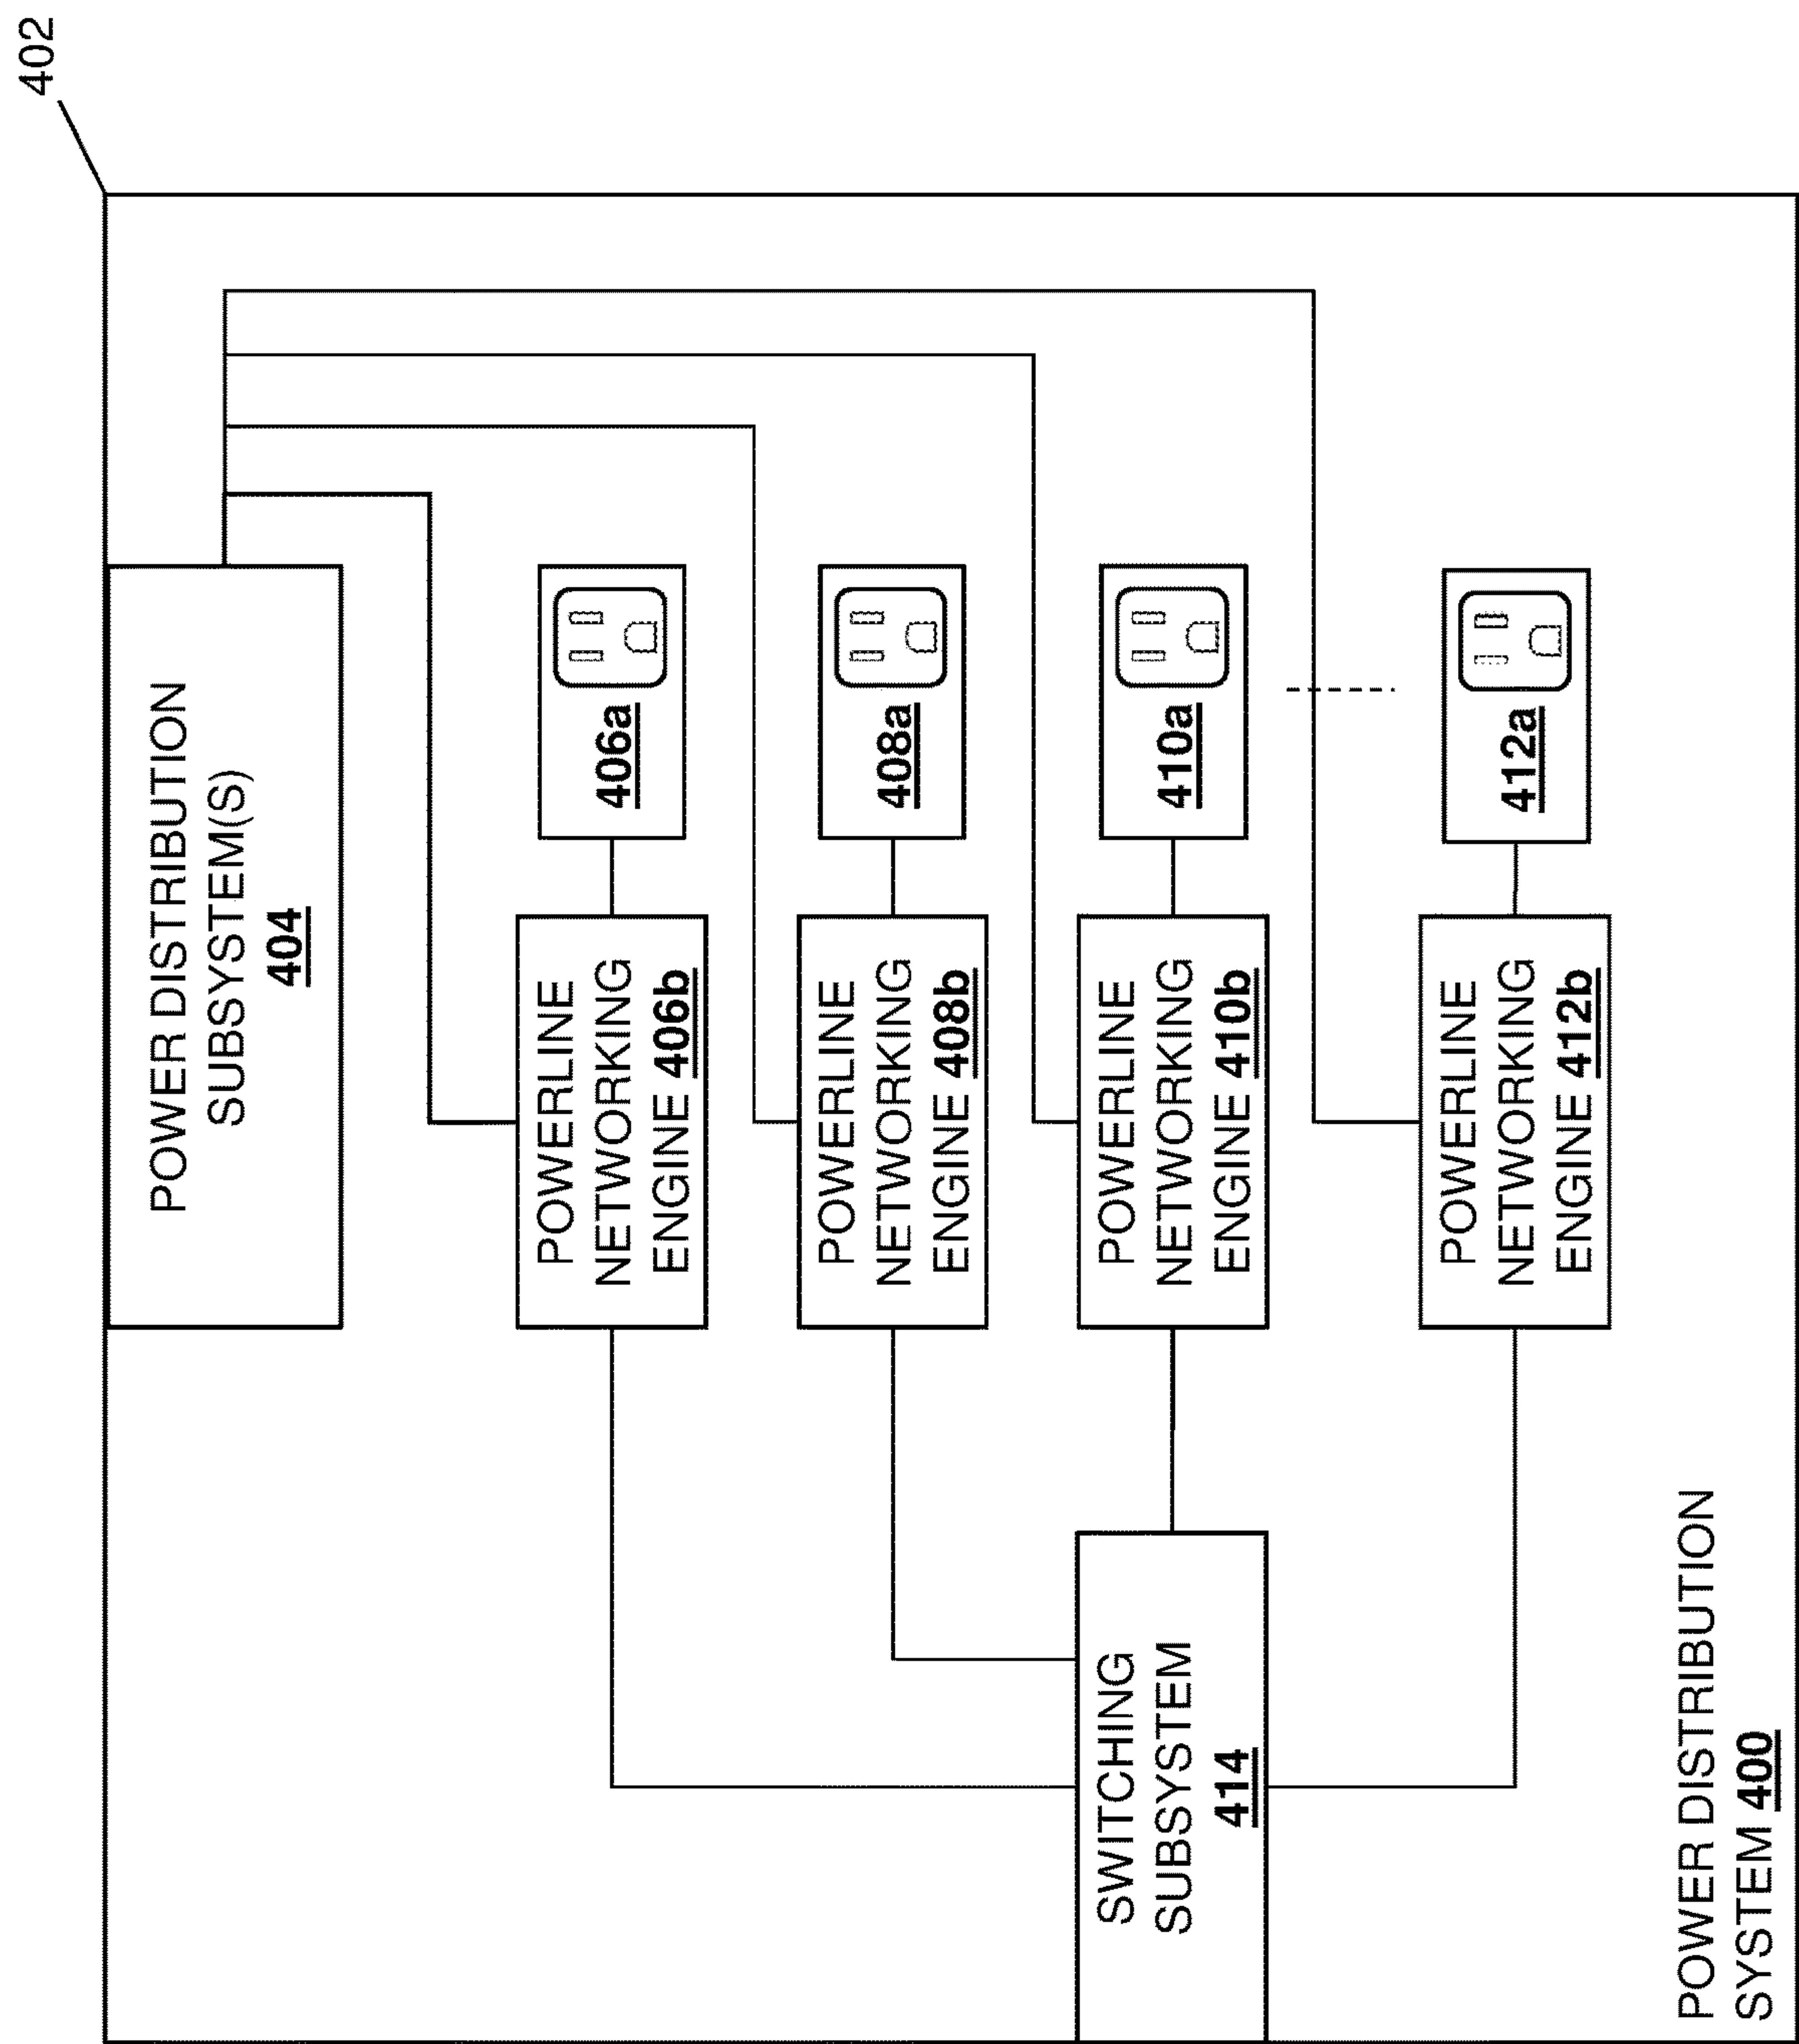 402
POWER DISTRIBUTION
SUBSYSTEM(S)
404
POWERLINE
NETWORKING
ENGINE 406b
406a
POWERLINE
NETWORKING
ENGINE 408b
408a
SWITCHING
SUBSYSTEM
414
POWERLINE
NETWORKING
ENGINE 410b
410a
POWERLINE
NETWORKING
ENGINE 412b
412a
POWER DISTRIBUTION
SYSTEM 400